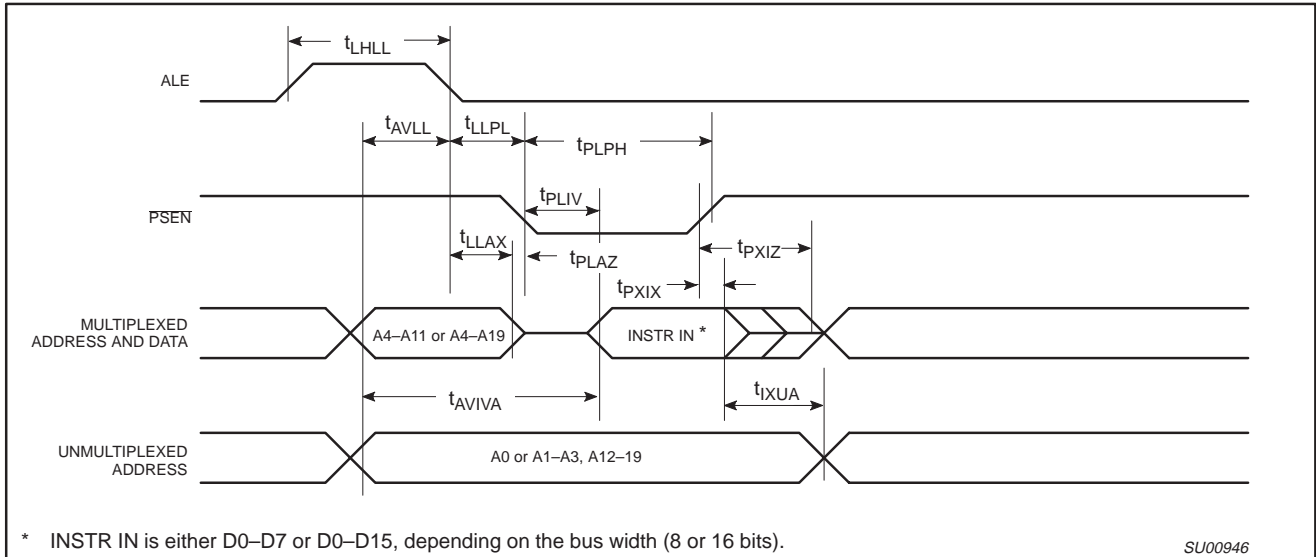 tLHLL
ALE
tAVLL
tLLPL
tPLPH
PSEN
tPLIV
tLLAX
tPLAZ
tPXIZ
tPXIX
MULTIPLEXED
ADDRESS AND DATA
A4–A11 or A4–A19
INSTR IN *
tAVIVA
tIXUA
UNMULTIPLEXED
ADDRESS
A0 or A1–A3, A12–19
* INSTR IN is either D0–D7 or D0–D15, depending on the bus width (8 or 16 bits).
SU00946